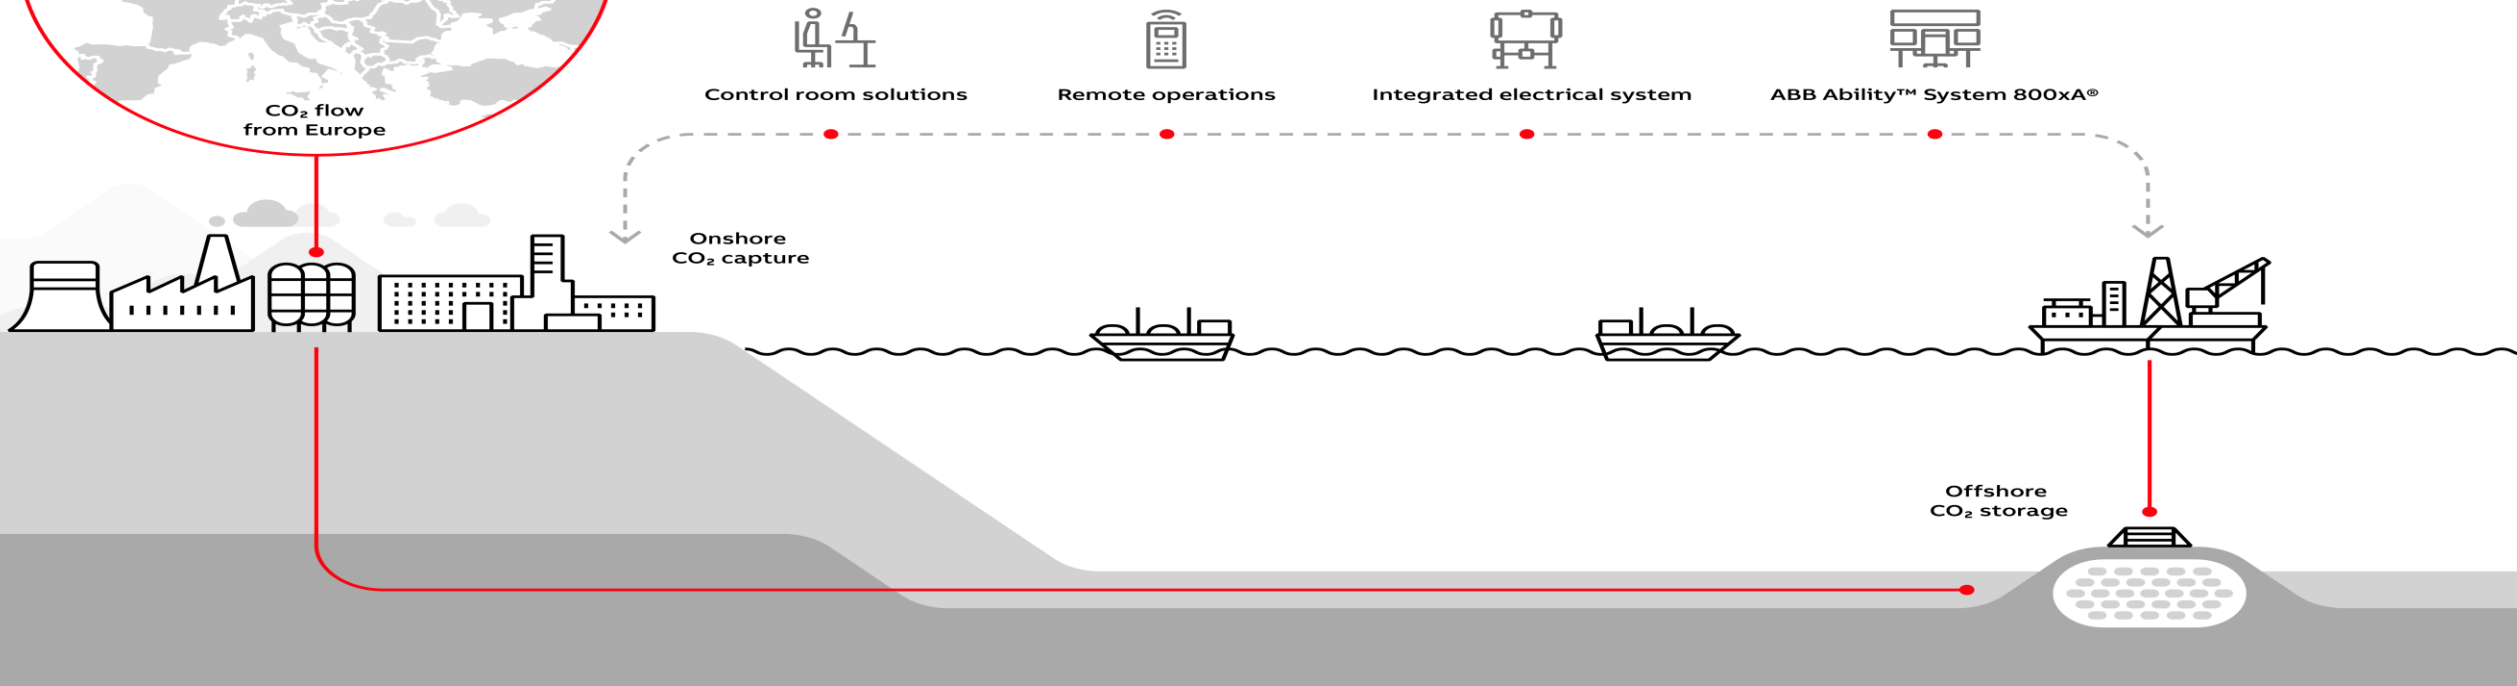 CO₂ flow
from Europe
Control room solutions
Remote operations
Integrated electrical system
ABB Ability™ System 800xA®
Onshore
CO₂ capture
Offshore
CO₂ storage